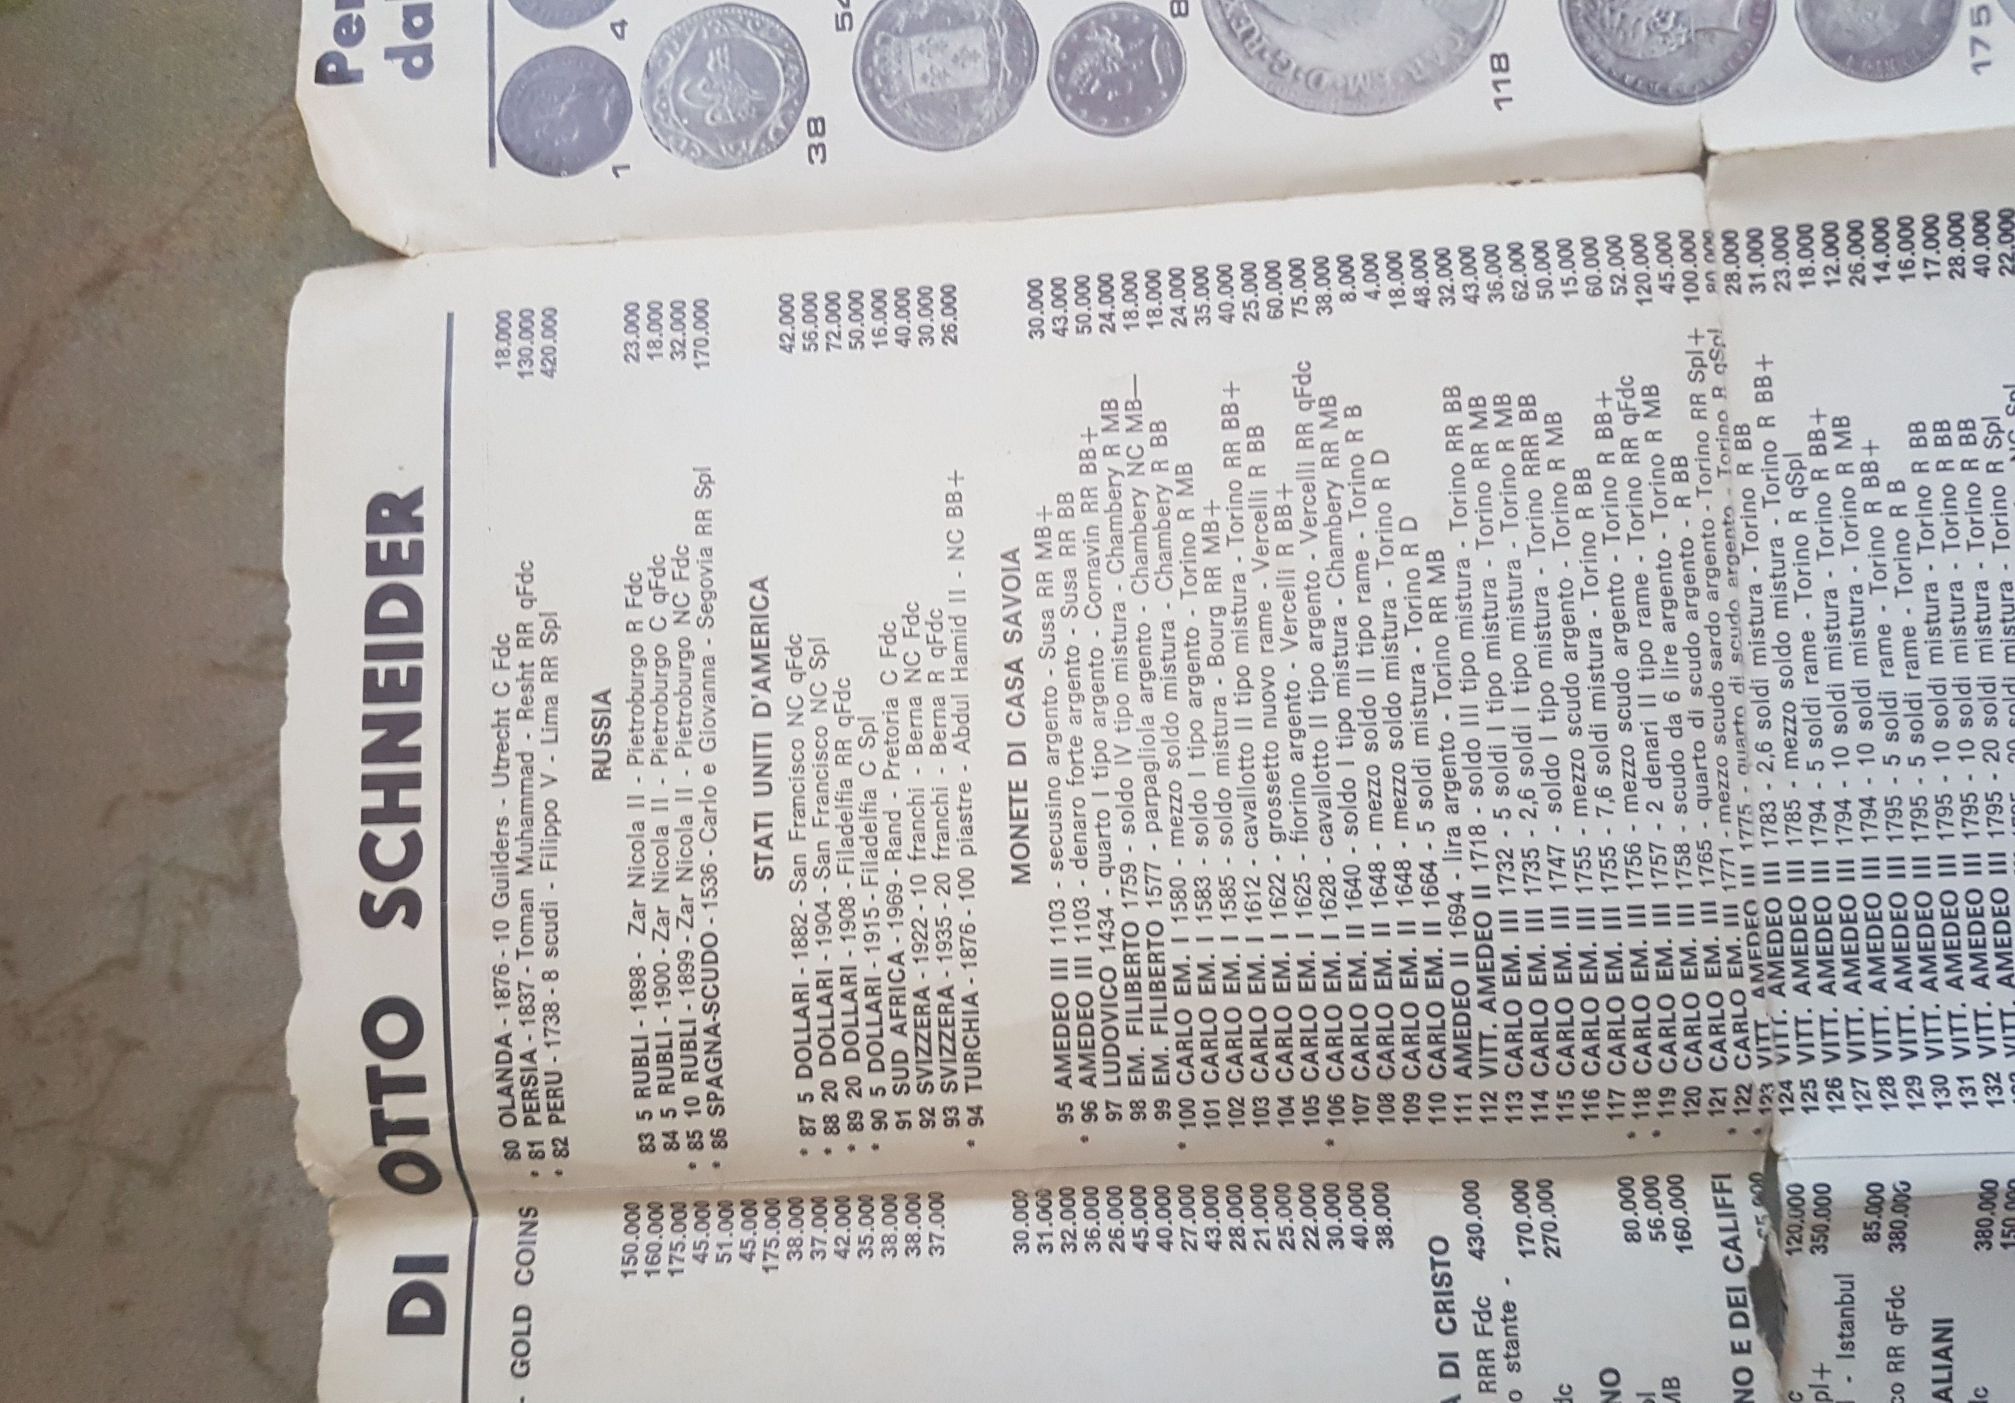 DI OTTO SCHNEIDER
- GOLD COINS
150.000
160.000
175.000
45.000
51.000
45.000
175.000
38.000
37.000
42.000
35.000
38.000
38.000
37.000
30.000
31.000
32.000
36.000
26.000
45.000
40.000
27.000
43.000
28.000
21.000
25.000
22.000
30.000
40.000
38.000
A DI CRISTO
RRR Fdc 430.000
o stante -
170.000
dc 270.000
NO
80.000
56.000
MB 160.000
NO E DEI CALIFFI
120.000
pl+ 350.000
- Istanbul
85.000
co RR qFdc 380.000
ALIANI
380.000
80 OLANDA - 1876 - 10 Guilders - Utrecht C Fdc 18.000
* 81 PERSIA - 1837 - Toman Muhammad - Resht RR qFdc 130.000
* 82 PERU - 1738 - 8 scudi - Filippo V - Lima RR Spl 420.000
RUSSIA
83 5 RUBLI - 1898 - Zar Nicola II - Pietroburgo R Fdc 23.000
84 5 RUBLI - 1900 - Zar Nicola II - Pietroburgo C qFdc 18.000
* 85 10 RUBLI - 1899 - Zar Nicola II - Pietroburgo NC Fdc 32.000
* 86 SPAGNA-SCUDO - 1536 - Carlo e Giovanna - Segovia RR Spl 170.000
STATI UNITI D'AMERICA
* 87 5 DOLLARI - 1882 - San Francisco NC qFdc 42.000
* 88 20 DOLLARI - 1904 - San Francisco NC Spl 56.000
* 89 20 DOLLARI - 1908 - Filadelfia RR qFdc 72.000
* 90 5 DOLLARI - 1915 - Filadelfia C Spl 50.000
91 SUD AFRICA - 1969 - Rand - Pretoria C Fdc 16.000
92 SVIZZERA - 1922 - 10 franchi - Berna NC Fdc 40.000
93 SVIZZERA - 1935 - 20 franchi - Berna R qFdc 30.000
* 94 TURCHIA - 1876 - 100 piastre - Abdul Hamid II - NC BB+ 26.000
MONETE DI CASA SAVOIA
95 AMEDEO III 1103 - secusino argento - Susa RR MB+ 30.000
* 96 AMEDEO III 1103 - denaro forte argento - Susa RR BB 43.000
97 LUDOVICO 1434 - quarto I tipo argento - Cornavin RR BB+ 50.000
98 EM. FILIBERTO 1759 - soldo IV tipo mistura - Chambery R MB 24.000
99 EM. FILIBERTO 1577 - parpagliola argento - Chambery NC MB— 18.000
* 100 CARLO EM. I 1580 - mezzo soldo mistura - Chambery R BB 18.000
101 CARLO EM. I 1583 - soldo I tipo argento - Torino R MB 24.000
102 CARLO EM. I 1585 - soldo mistura - Bourg RR MB+ 35.000
103 CARLO EM. I 1612 - cavallotto II tipo mistura - Torino RR BB+ 40.000
104 CARLO EM. I 1622 - grossetto nuovo rame - Vercelli R BB 25.000
105 CARLO EM. I 1625 - fiorino argento - Vercelli R BB+ 60.000
* 106 CARLO EM. I 1628 - cavallotto II tipo argento - Vercelli RR qFdc 75.000
107 CARLO EM. II 1640 - soldo I tipo mistura - Chambery RR MB 38.000
108 CARLO EM. II 1648 - mezzo soldo II tipo rame - Torino R B 8.000
109 CARLO EM. II 1648 - mezzo soldo mistura - Torino R D 4.000
110 CARLO EM. II 1664 - 5 soldi mistura - Torino R D 18.000
111 AMEDEO II 1694 - lira argento - Torino RR MB 48.000
112 VITT. AMEDEO II 1718 - soldo III tipo mistura - Torino RR BB 32.000
113 CARLO EM. III 1732 - 5 soldi I tipo mistura - Torino RR MB 43.000
114 CARLO EM. III 1735 - 2,6 soldi I tipo mistura - Torino R MB 36.000
115 CARLO EM. III 1747 - soldo I tipo mistura - Torino RRR BB 62.000
116 CARLO EM. III 1755 - mezzo scudo argento - Torino R MB 50.000
117 CARLO EM. III 1755 - 7,6 soldi mistura - Torino R BB 15.000
* 118 CARLO EM. III 1756 - mezzo scudo argento - Torino R BB+ 60.000
* 119 CARLO EM. III 1757 - 2 denari II tipo rame - Torino RR qFdc 52.000
120 CARLO EM. III 1758 - scudo da 6 lire argento - Torino R MB 120.000
121 CARLO EM. III 1765 - quarto di scudo argento - R BB 45.000
* 122 CARLO EM. III 1771 - mezzo scudo sardo argento - Torino RR Spl+ 100.000
* 123 VITT. AMEDEO III 1775 - quarto di scudo argento - Torino R qSpl 80.000
124 VITT. AMEDEO III 1783 - 2,6 soldi mistura - Torino R BB 28.000
125 VITT. AMEDEO III 1785 - mezzo soldo mistura - Torino R BB+ 31.000
126 VITT. AMEDEO III 1794 - 5 soldi rame - Torino R qSpl 23.000
127 VITT. AMEDEO III 1794 - 10 soldi mistura - Torino R BB+ 18.000
128 VITT. AMEDEO III 1794 - 10 soldi mistura - Torino R MB 12.000
129 VITT. AMEDEO III 1795 - 5 soldi rame - Torino R BB+ 26.000
130 VITT. AMEDEO III 1795 - 5 soldi rame - Torino R B 14.000
131 VITT. AMEDEO III 1795 - 10 soldi mistura - Torino R BB 16.000
132 VITT. AMEDEO III 1795 - 10 soldi mistura - Torino R BB 17.000
28.000
40.000
22.000
Per
da
1
4
38
54
8
118
175